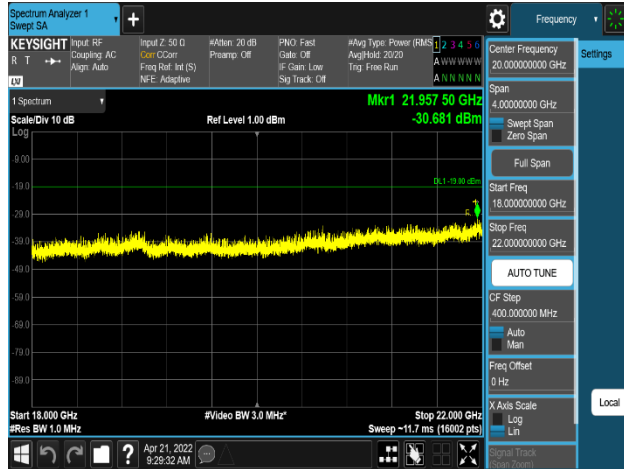 Spectrum Analyzer 1
Swept SA
+
Frequency
KEYSIGHT
R T
LXI
Input: RF
Coupling: AC
Align: Auto
Input Z: 50 Ω
Corr CCorr
Freq Ref: Int (S)
NFE: Adaptive
#Atten: 20 dB
Preamp: Off
PNO: Fast
Gate: Off
IF Gain: Low
Sig Track: Off
#Avg Type: Power (RMS
Avg|Hold: 20/20
Trig: Free Run
1 2 3 4 5 6
A W W W W W
A N N N N N
1 Spectrum
Scale/Div 10 dB
Ref Level 1.00 dBm
Mkr1 21.957 50 GHz
-30.681 dBm
Log
-9.00
-19.0
DL1 -19.00 dBm
-29.0
-39.0
-49.0
-59.0
-69.0
-79.0
-89.0
Start 18.000 GHz
#Video BW 3.0 MHz*
Stop 22.000 GHz
#Res BW 1.0 MHz
Sweep ~11.7 ms (16002 pts)
?
Apr 21, 2022
9:29:32 AM
Center Frequency
20.000000000 GHz
Settings
Span
4.00000000 GHz
Swept Span
Zero Span
Full Span
Start Freq
18.000000000 GHz
Stop Freq
22.000000000 GHz
AUTO TUNE
CF Step
400.000000 MHz
Auto
Man
Freq Offset
0 Hz
X Axis Scale
Log
Lin
Local
Signal Track
(Span Zoom)